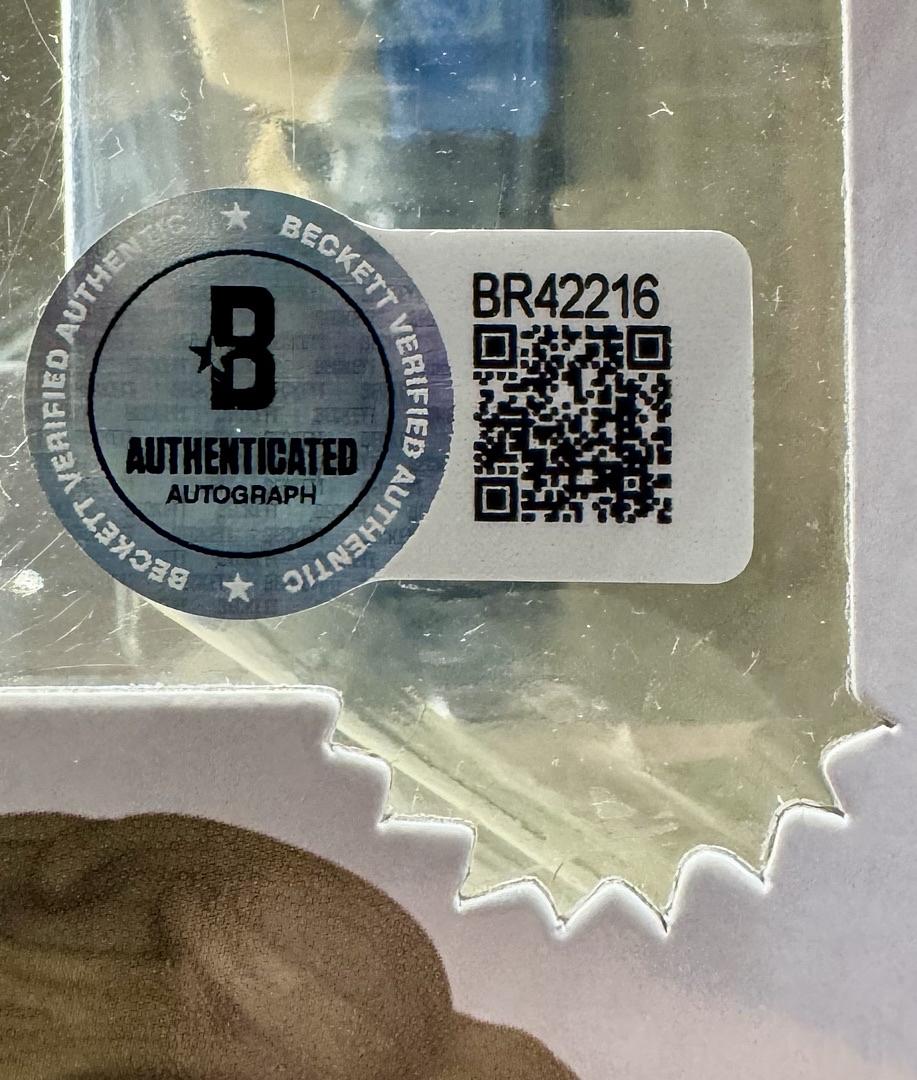 BECKETT VERIFIED AUTHENTIC
BECKETT VERIFIED AUTHENTIC
B
AUTHENTICATED
AUTOGRAPH
BR42216